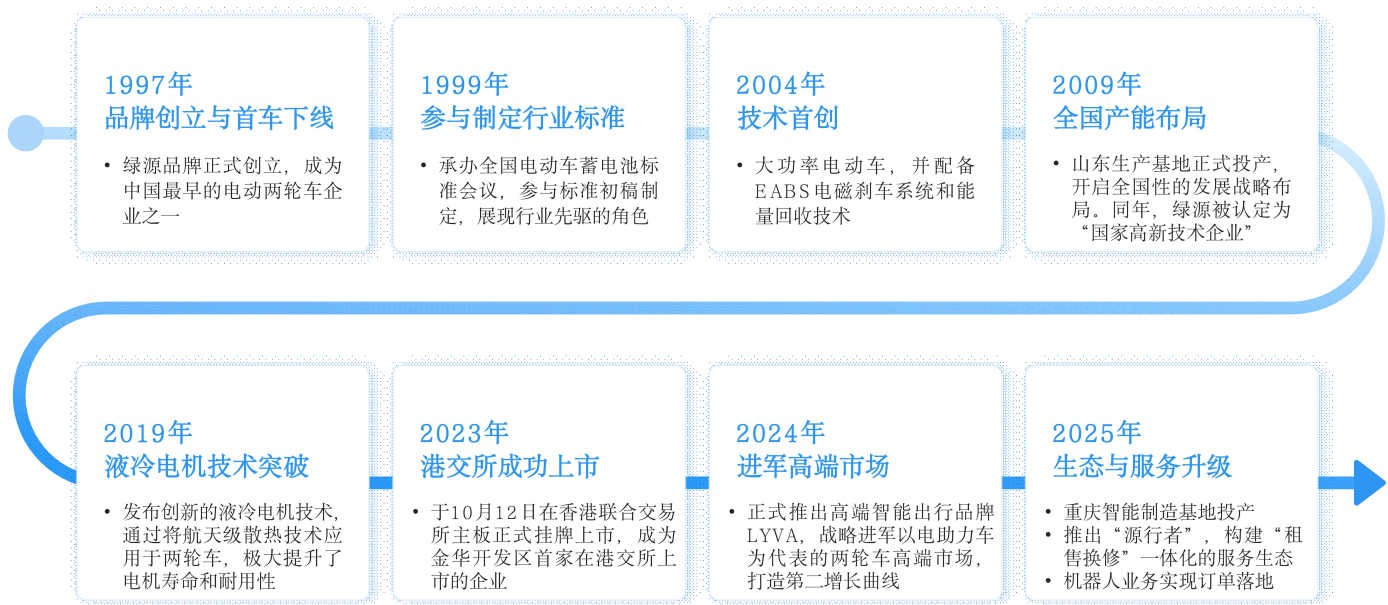 1997年
品牌创立与首车下线
• 绿源品牌正式创立，成为
中国最早的电动两轮车企
业之一
1999年
参与制定行业标准
• 承办全国电动车蓄电池标
准会议，参与标准初稿制
定，展现行业先驱的角色
2004年
技术首创
• 大功率电动车，并配备
EABS电磁刹车系统和能
量回收技术
2009年
全国产能布局
• 山东生产基地正式投产，
开启全国性的发展战略布
局。同年，绿源被认定为
“国家高新技术企业”
2019年
液冷电机技术突破
• 发布创新的液冷电机技术，
通过将航天级散热技术应
用于两轮车，极大提升了
电机寿命和耐用性
2023年
港交所成功上市
• 于10月12日在香港联合交易
所主板正式挂牌上市，成为
金华开发区首家在港交所上
市的企业
2024年
进军高端市场
• 正式推出高端智能出行品牌
LYVA，战略进军以电助力车
为代表的两轮车高端市场，
打造第二增长曲线
2025年
生态与服务升级
• 重庆智能制造基地投产
• 推出“源行者”，构建“租
售换修”一体化的服务生态
• 机器人业务实现订单落地